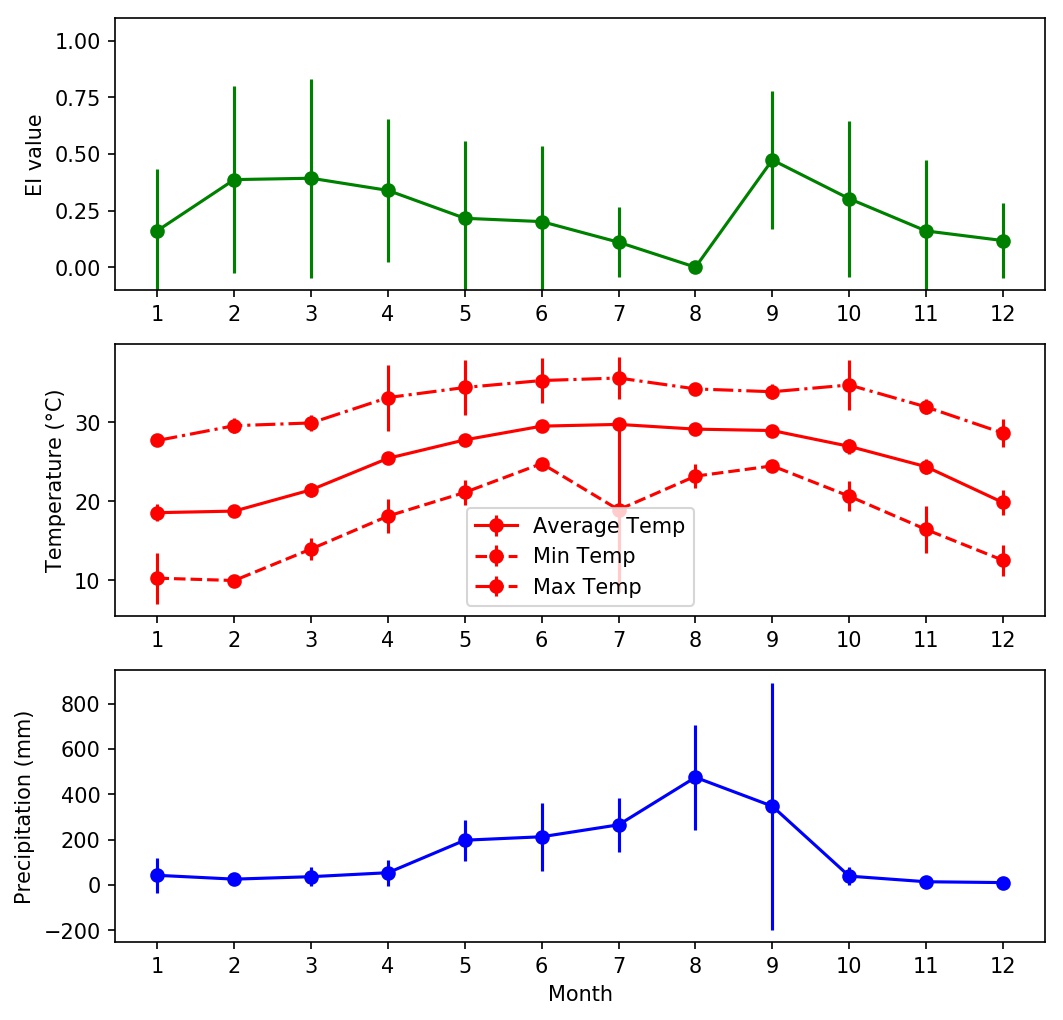 EI value
1.00
0.75
0.50
0.25
0.00
1 2 3 4 5 6 7 8 9 10 11 12
Temperature (°C)
30
20
10
Average Temp
Min Temp
Max Temp
1 2 3 4 5 6 7 8 9 10 11 12
Precipitation (mm)
800
600
400
200
0
−200
1 2 3 4 5 6 7 8 9 10 11 12
Month